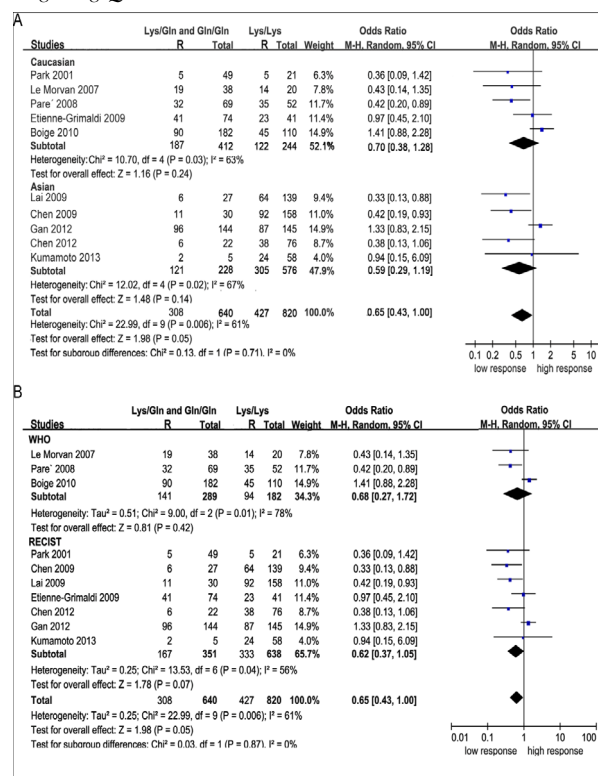 A
Lys/Gln and Gln/Gln Lys/Lys Odds Ratio Odds Ratio
Studies R Total R Total Weight M-H. Random. 95% CI M-H. Random, 95% CI
Caucasian
Park 2001 5 49 5 21 6.3% 0.36 [0.09, 1.42]
Le Morvan 2007 19 38 14 20 7.8% 0.43 [0.14, 1.35]
Pare´ 2008 32 69 35 52 11.7% 0.42 [0.20, 0.89]
Etienne-Grimaldi 2009 41 74 23 41 11.5% 0.97 [0.45, 2.10]
Boige 2010 90 182 45 110 14.9% 1.41 [0.88, 2.28]
Subtotal 187 412 122 244 52.1% 0.70 [0.38, 1.28]
Heterogeneity:Chi² = 10.70, df = 4 (P = 0.03); I² = 63%
Test for overall effect: Z = 1.16 (P = 0.24)
Asian
Lai 2009 6 27 64 139 9.4% 0.33 [0.13, 0.88]
Chen 2009 11 30 92 158 11.0% 0.42 [0.19, 0.93]
Gan 2012 96 144 87 145 14.9% 1.33 [0.83, 2.15]
Chen 2012 6 22 38 76 8.6% 0.38 [0.13, 1.06]
Kumamoto 2013 2 5 24 58 4.0% 0.94 [0.15, 6.09]
Subtotal 121 228 305 576 47.9% 0.59 [0.29, 1.19]
Heterogeneity: Chi² = 12.02, df = 4 (P = 0.02); I² = 67%
Test for overall effect: Z = 1.48 (P = 0.14)
Total 308 640 427 820 100.0% 0.65 [0.43, 1.00]
Heterogeneity: Chi² = 22.99, df = 9 (P = 0.006); I² = 61%
Test for overall effect: Z = 1.98 (P = 0.05)
Test for subgroup differences: Chi² = 0.13. df = 1 (P = 0.71). I² = 0%
0.1 0.2 0.5 1 2 5 10
low response high response
B
Lys/Gln and Gln/Gln Lys/Lys Odds Ratio Odds Ratio
Studies R Total R Total Weight M-H. Random. 95% CI M-H. Random. 95% CI
WHO
Le Morvan 2007 19 38 14 20 7.8% 0.43 [0.14, 1.35]
Pare` 2008 32 69 35 52 11.7% 0.42 [0.20, 0.89]
Boige 2010 90 182 45 110 14.9% 1.41 [0.88, 2.28]
Subtotal 141 289 94 182 34.3% 0.68 [0.27, 1.72]
Heterogeneity: Tau² = 0.51; Chi² = 9.00, df = 2 (P = 0.01); I² = 78%
Test for overall effect: Z = 0.81 (P = 0.42)
RECIST
Park 2001 5 49 5 21 6.3% 0.36 [0.09, 1.42]
Chen 2009 6 27 64 139 9.4% 0.33 [0.13, 0.88]
Lai 2009 11 30 92 158 11.0% 0.42 [0.19, 0.93]
Etienne-Grimaldi 2009 41 74 23 41 11.5% 0.97 [0.45, 2.10]
Chen 2012 6 22 38 76 8.6% 0.38 [0.13, 1.06]
Gan 2012 96 144 87 145 14.9% 1.33 [0.83, 2.15]
Kumamoto 2013 2 5 24 58 4.0% 0.94 [0.15, 6.09]
Subtotal 167 351 333 638 65.7% 0.62 [0.37, 1.05]
Heterogeneity: Tau² = 0.25; Chi² = 13.53, df = 6 (P = 0.04); I² = 56%
Test for overall effect: Z = 1.78 (P = 0.07)
Total 308 640 427 820 100.0% 0.65 [0.43, 1.00]
Heterogeneity: Tau² = 0.25; Chi² = 22.99, df = 9 (P = 0.006); I² = 61%
Test for overall effect: Z = 1.98 (P = 0.05)
Test for subgroup differences: Chi² = 0.03. df = 1 (P = 0.87). I² = 0%
0.01 0.1 1 10 100
low response high response